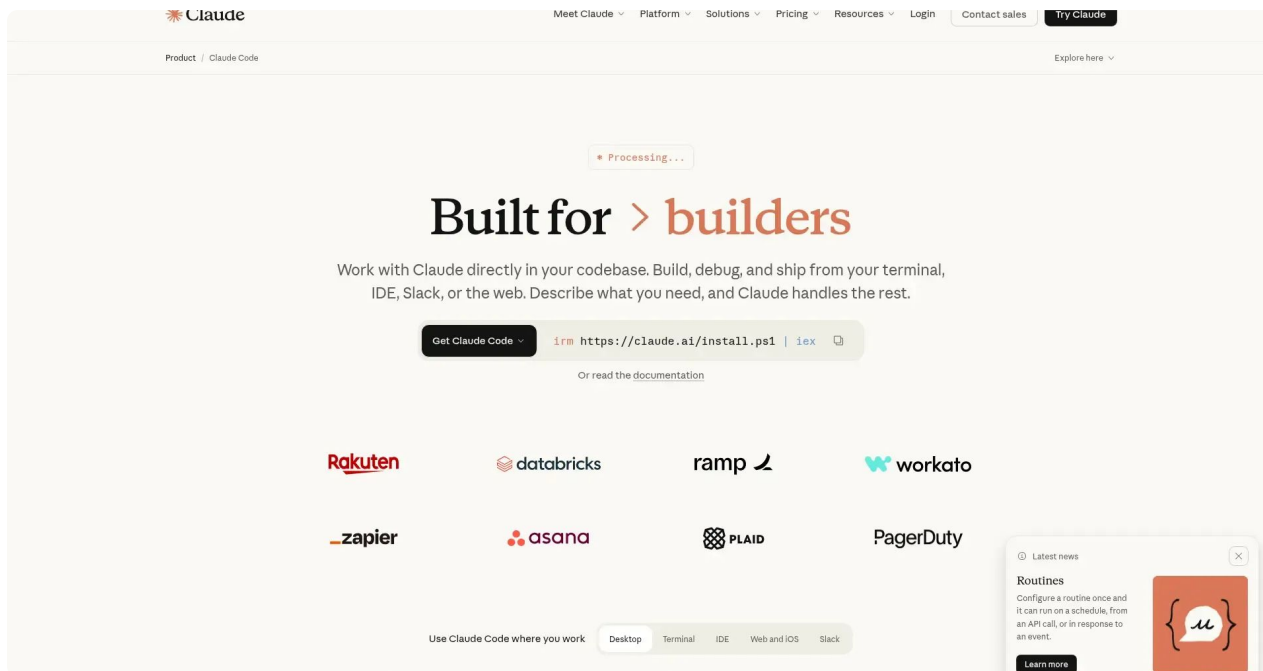 Claude
Meet Claude Platform Solutions Pricing Resources Login Contact sales Try Claude
Product / Claude Code
Explore here
* Processing...
Built for > builders
Work with Claude directly in your codebase. Build, debug, and ship from your terminal,
IDE, Slack, or the web. Describe what you need, and Claude handles the rest.
Get Claude Code
irm https://claude.ai/install.ps1 | iex
Or read the documentation
Rakuten
databricks
ramp
workato
zapier
asana
PLAID
PagerDuty
Use Claude Code where you work
Desktop Terminal IDE Web and iOS Slack
Latest news
Routines
Configure a routine once and
it can run on a schedule, from
an API call, or in response to
an event.
Learn more